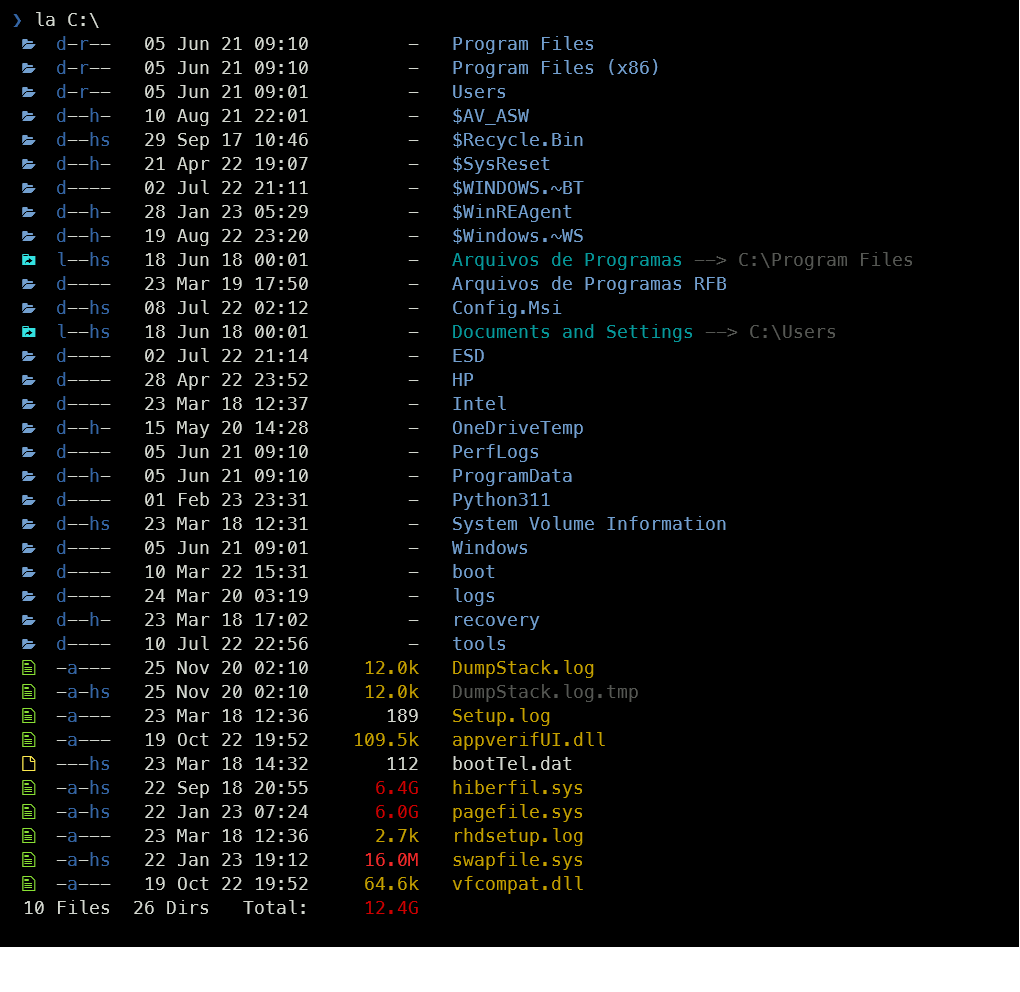 ❯ la C:\
d-r-- 05 Jun 21 09:10 - Program Files
d-r-- 05 Jun 21 09:10 - Program Files (x86)
d-r-- 05 Jun 21 09:01 - Users
d--h- 10 Aug 21 22:01 - $AV_ASW
d--hs 29 Sep 17 10:46 - $Recycle.Bin
d--h- 21 Apr 22 19:07 - $SysReset
d---- 02 Jul 22 21:11 - $WINDOWS.~BT
d--h- 28 Jan 23 05:29 - $WinREAgent
d--h- 19 Aug 22 23:20 - $Windows.~WS
l--hs 18 Jun 18 00:01 - Arquivos de Programas --> C:\Program Files
d---- 23 Mar 19 17:50 - Arquivos de Programas RFB
d--hs 08 Jul 22 02:12 - Config.Msi
l--hs 18 Jun 18 00:01 - Documents and Settings --> C:\Users
d---- 02 Jul 22 21:14 - ESD
d---- 28 Apr 22 23:52 - HP
d---- 23 Mar 18 12:37 - Intel
d--h- 15 May 20 14:28 - OneDriveTemp
d---- 05 Jun 21 09:10 - PerfLogs
d--h- 05 Jun 21 09:10 - ProgramData
d---- 01 Feb 23 23:31 - Python311
d--hs 23 Mar 18 12:31 - System Volume Information
d---- 05 Jun 21 09:01 - Windows
d---- 10 Mar 22 15:31 - boot
d---- 24 Mar 20 03:19 - logs
d--h- 23 Mar 18 17:02 - recovery
d---- 10 Jul 22 22:56 - tools
-a--- 25 Nov 20 02:10 12.0k DumpStack.log
-a-hs 25 Nov 20 02:10 12.0k DumpStack.log.tmp
-a--- 23 Mar 18 12:36 189 Setup.log
-a--- 19 Oct 22 19:52 109.5k appverifUI.dll
---hs 23 Mar 18 14:32 112 bootTel.dat
-a-hs 22 Sep 18 20:55 6.4G hiberfil.sys
-a-hs 22 Jan 23 07:24 6.0G pagefile.sys
-a--- 23 Mar 18 12:36 2.7k rhdsetup.log
-a-hs 22 Jan 23 19:12 16.0M swapfile.sys
-a--- 19 Oct 22 19:52 64.6k vfcompat.dll
10 Files 26 Dirs Total: 12.4G